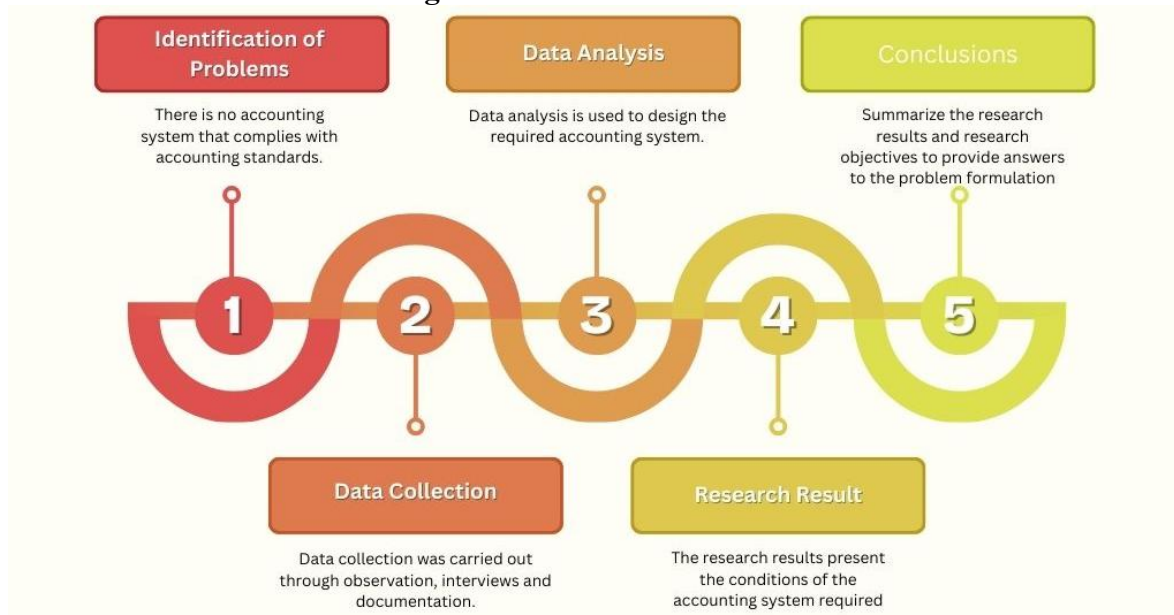 Identification of
Problems
There is no accounting
system that complies with
accounting standards.
Data Analysis
Data analysis is used to design the
required accounting system.
Conclusions
Summarize the research
results and research
objectives to provide answers
to the problem formulation
1
2
3
4
5
Data Collection
Data collection was carried out
through observation, interviews and
documentation.
Research Result
The research results present
the conditions of the
accounting system required